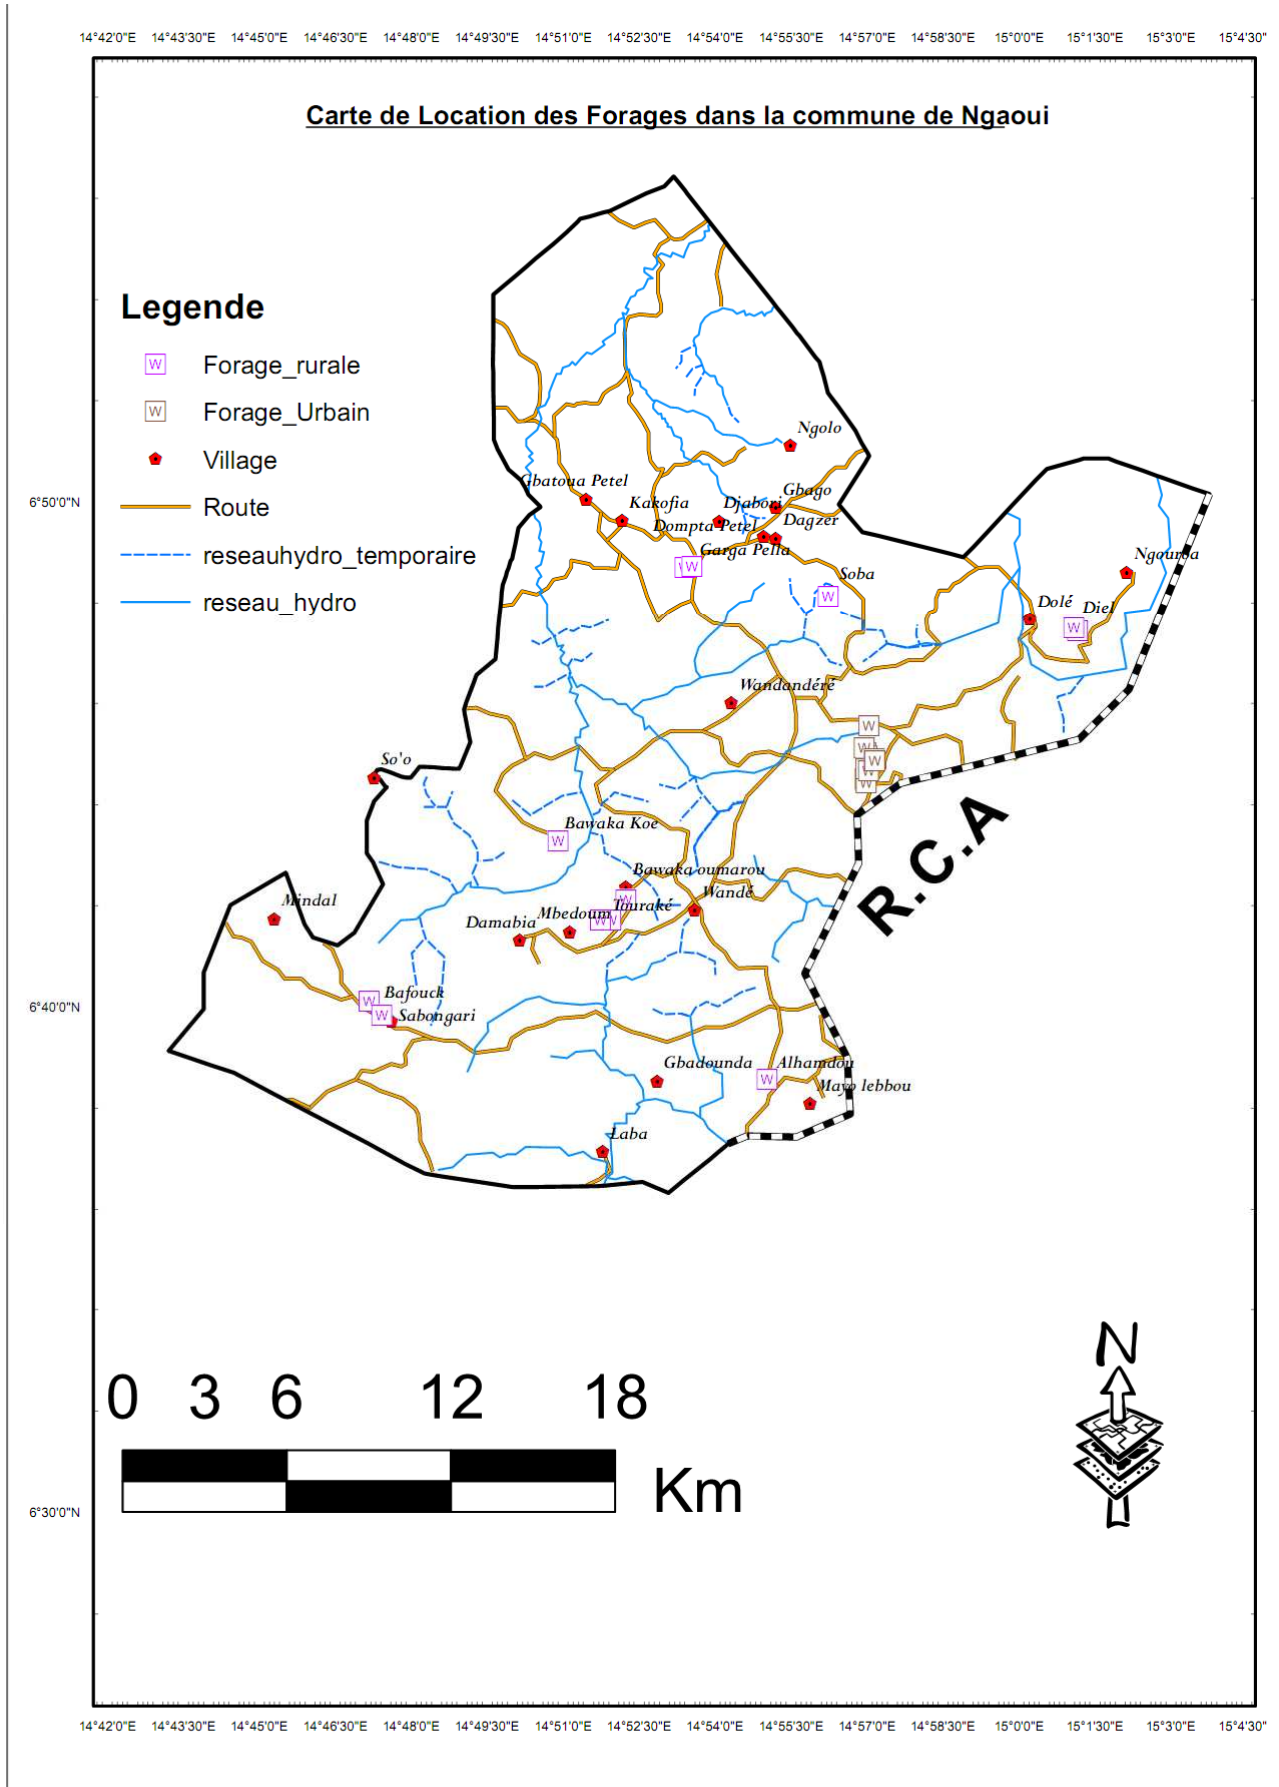 14°42'0"E 14°43'30"E 14°45'0"E 14°46'30"E 14°48'0"E 14°49'30"E 14°51'0"E 14°52'30"E 14°54'0"E 14°55'30"E 14°57'0"E 14°58'30"E 15°0'0"E 15°1'30"E 15°3'0"E 15°4'30"
Carte de Location des Forages dans la commune de Ngaoui
Legende
W Forage_rurale
W Forage_Urbain
Village
Route
reseauhydro_temporaire
reseau_hydro
Ngolo
Gbatoua Petel
Gbago
Kakofia
Djabori
Dompta Petel
Dagzer
Garga Pella
Soba
Ngouroa
Dolé
Diel
Wandandéré
So'o
Bawaka Koe
Bawaka oumarou
Wandé
Mindal
Touraké
Mbedoum
Damabia
Bafouck
Sabongari
Gbadounda
Alhamdou
Mayo lebbou
Laba
R.C.A
6°50'0"N
6°40'0"N
6°30'0"N
N
0 3 6 12 18
Km
14°42'0"E 14°43'30"E 14°45'0"E 14°46'30"E 14°48'0"E 14°49'30"E 14°51'0"E 14°52'30"E 14°54'0"E 14°55'30"E 14°57'0"E 14°58'30"E 15°0'0"E 15°1'30"E 15°3'0"E 15°4'30"